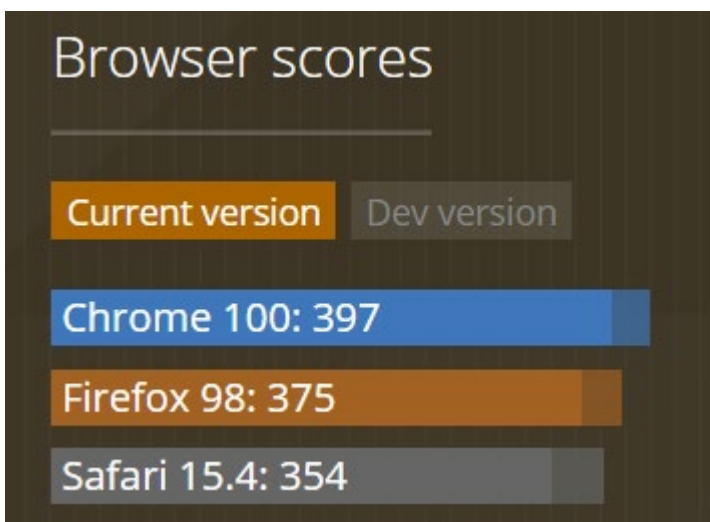 Browser scores
Current version Dev version
Chrome 100: 397
Firefox 98: 375
Safari 15.4: 354